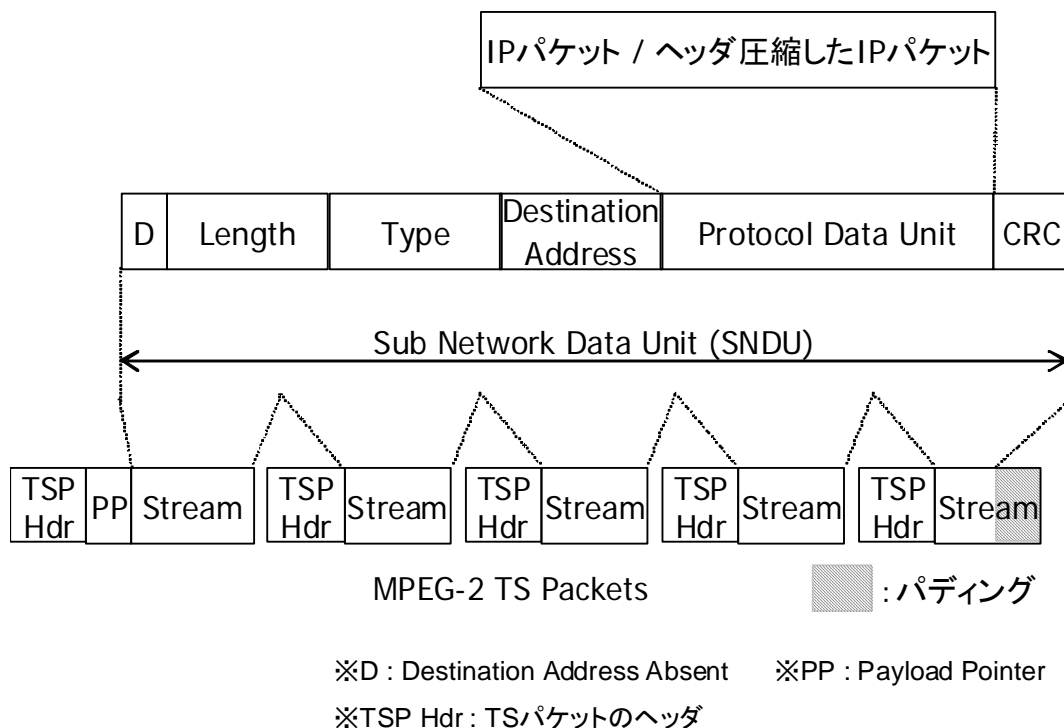 IPパケット / ヘッダ圧縮したIPパケット
D Length Type Destination Address Protocol Data Unit CRC
Sub Network Data Unit (SNDU)
TSP Hdr PP Stream TSP Hdr Stream TSP Hdr Stream TSP Hdr Stream TSP Hdr Stream
MPEG-2 TS Packets : パディング
※D : Destination Address Absent ※PP : Payload Pointer
※TSP Hdr : TSパケットのヘッダ